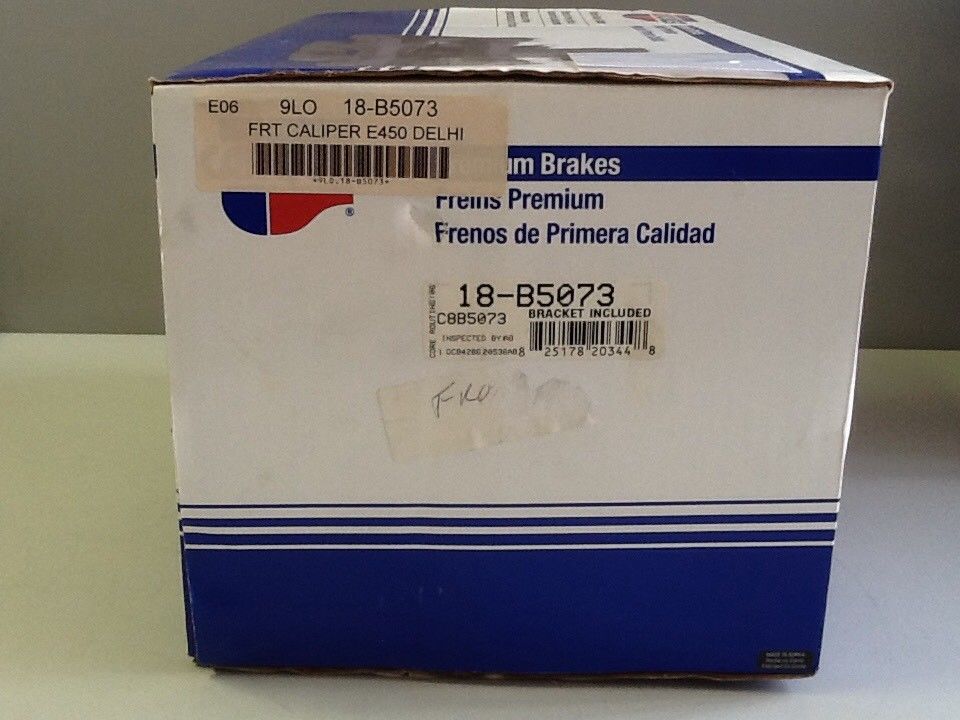 E06 9LO 18-B5073
FRT CALIPER E450 DELHI
*9LO.18-B5073*
Brakes
Freins Premium
Frenos de Primera Calidad
®
18-B5073
C8B5073 BRACKET INCLUDED
INSPECTED BY
8 25178 20344 8
FRO